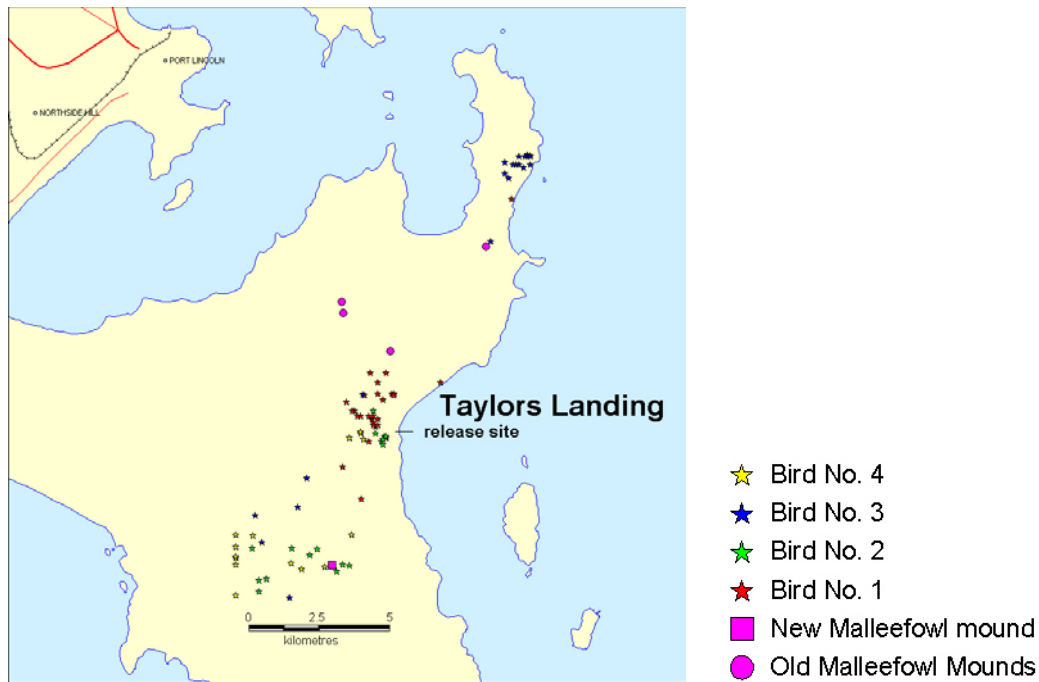 PORT LINCOLN
NORTHSIDE HILL
Taylors Landing
release site
0 2.5 5
kilometres
Bird No. 4
Bird No. 3
Bird No. 2
Bird No. 1
New Malleefowl mound
Old Malleefowl Mounds